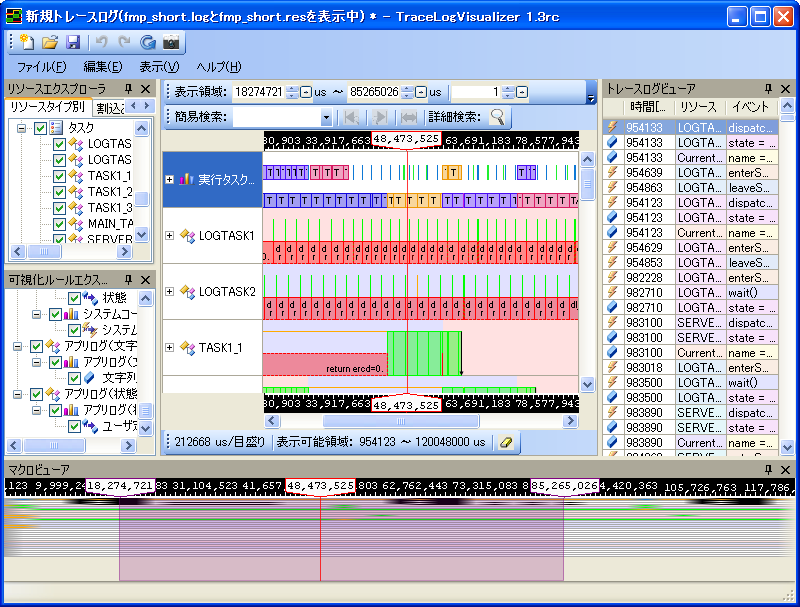 新規トレースログ(fmp_short.logとfmp_short.resを表示中) * - TraceLogVisualizer 1.3rc
ファイル(F) 編集(E) 表示(V) ヘルプ(H)
リソースエクスプローラ
リソースタイプ別 割込
タスク
LOGTAS
LOGTAS
TASK1_1
TASK1_2
TASK1_3
MAIN_TA
SERVER
可視化ルールエクス...
状態
システムコー
システム
アプリログ(文字
アプリログ(文
文字列
アプリログ(状態
アプリログ(状
ユーザ定
表示領域: 18274721 us ～ 85265026 us 1
簡易検索: 詳細検索:
30,903 33,917,663 48,473,525 63,691,283 78,577,943
実行タスク...
LOGTASK1
LOGTASK2
TASK1_1
return ercd=0.
30,903 33,917,663 48,473,525 63,691,283 78,577,943
212668 us/目盛り 表示可能領域: 954123 ～ 120048000 us
トレースログビューア
時間[... リソース イベント
954133 LOGTA... dispatc...
954133 LOGTA... state = ...
954133 Current... name =...
954639 LOGTA... enterS...
954863 LOGTA... leaveS...
954123 LOGTA... dispatc...
954123 LOGTA... state = ...
954123 Current... name =...
954629 LOGTA... enterS...
954853 LOGTA... leaveS...
982228 LOGTA... enterS...
982710 LOGTA... wait()
982710 LOGTA... state = ...
983100 SERVE... dispatc...
983100 SERVE... state = ...
983100 Current... name =...
983018 LOGTA... enterS...
983500 LOGTA... wait()
983500 LOGTA... state = ...
983890 SERVE... dispatc...
983890 SERVE... state = ...
983890 Current... name =...
マクロビューア
123 9,999,24 18,274,721 83 31,104,523 41,657, 48,473,525 803 62,762,443 73,315,083 8 85,265,026 4,420,363 105,726,763 117,786,